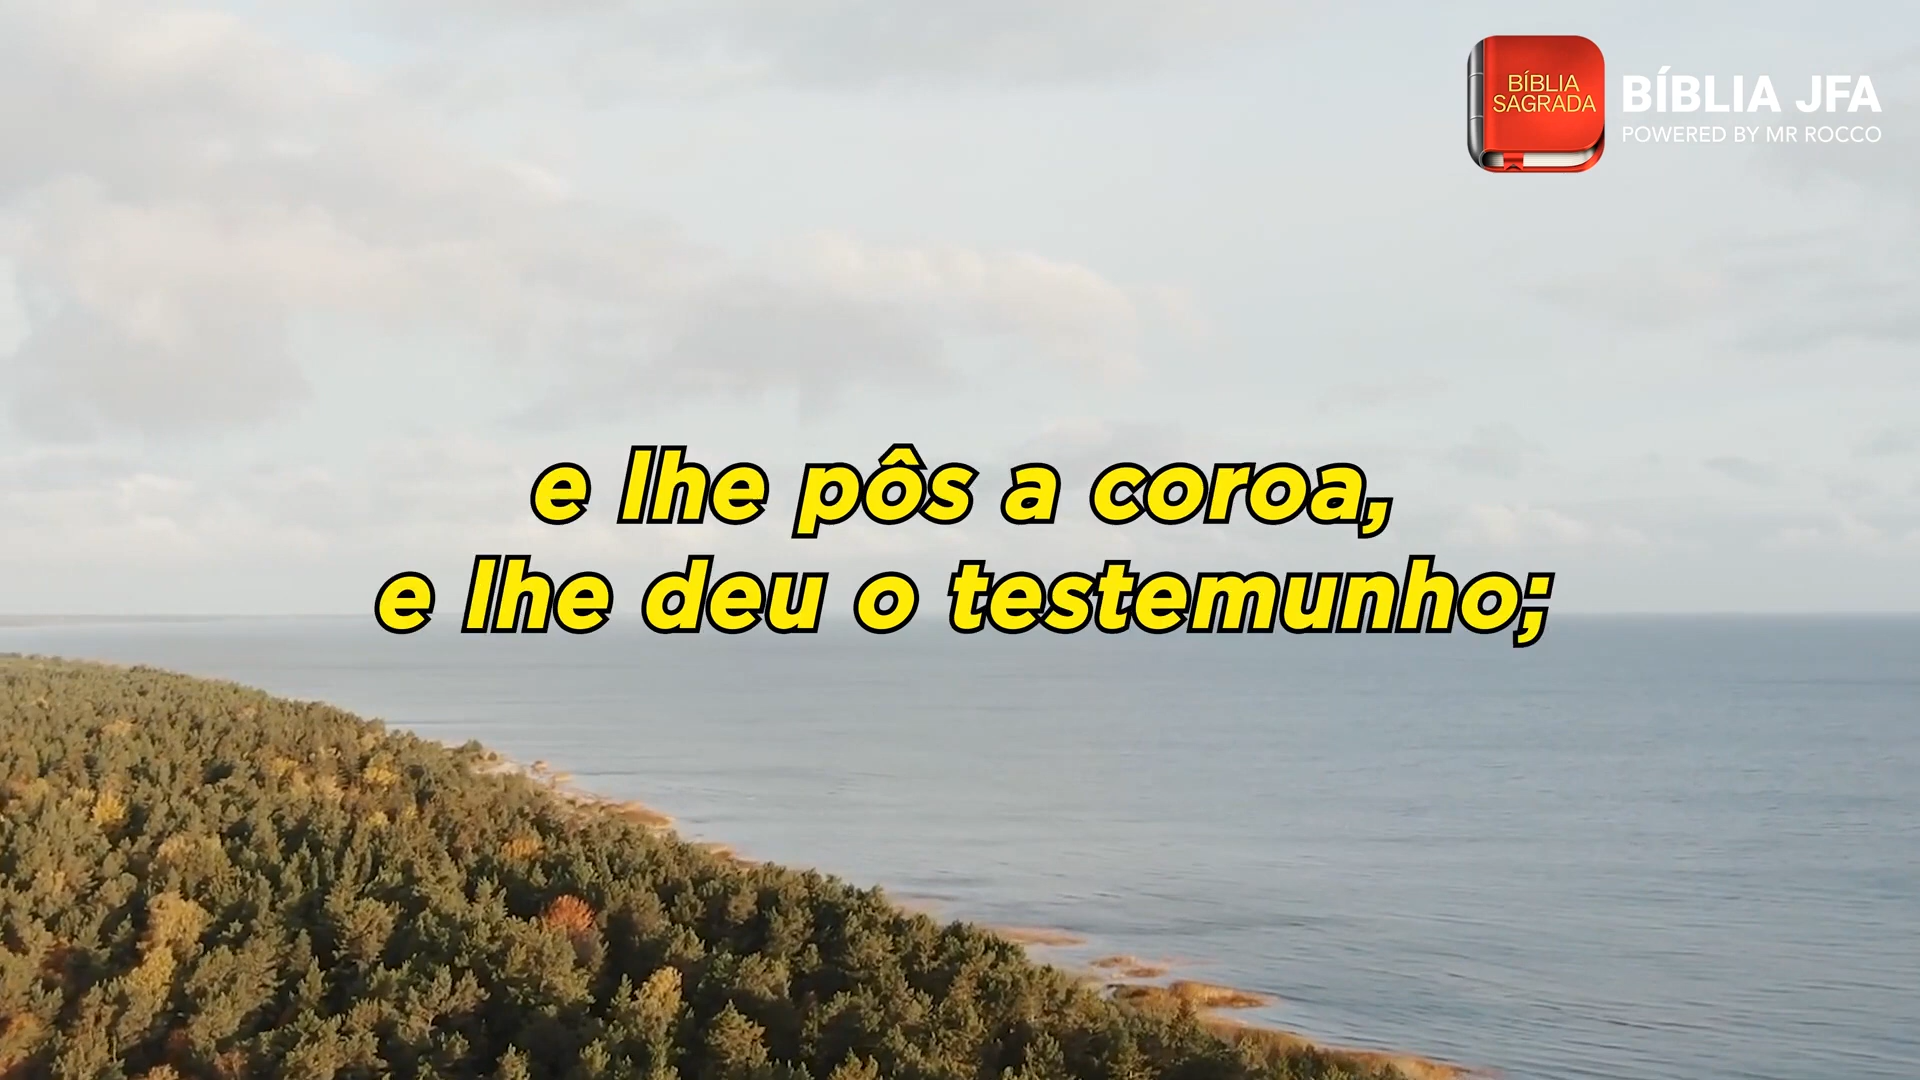 BÍBLIA
SAGRADA
BÍBLIA JFA
POWERED BY MR ROCCO
e lhe pôs a coroa,
e lhe deu o testemunho;